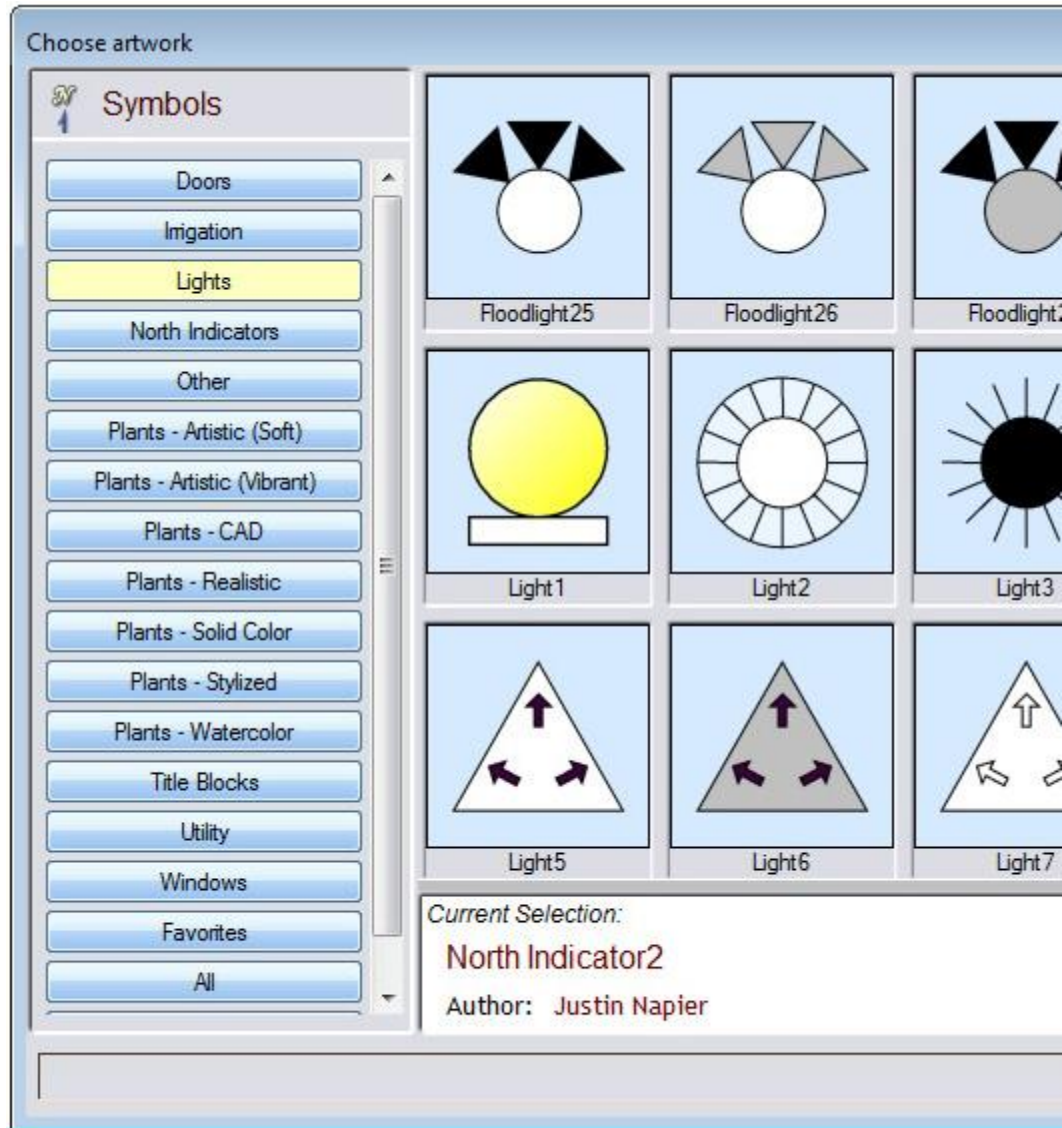 Choose artwork
Symbols
Doors
Irrigation
Lights
North Indicators
Other
Plants - Artistic (Soft)
Plants - Artistic (Vibrant)
Plants - CAD
Plants - Realistic
Plants - Solid Color
Plants - Stylized
Plants - Watercolor
Title Blocks
Utility
Windows
Favorites
All
Floodlight25
Floodlight26
Light1
Light2
Light3
Light5
Light6
Light7
Current Selection:
North Indicator2
Author: Justin Napier